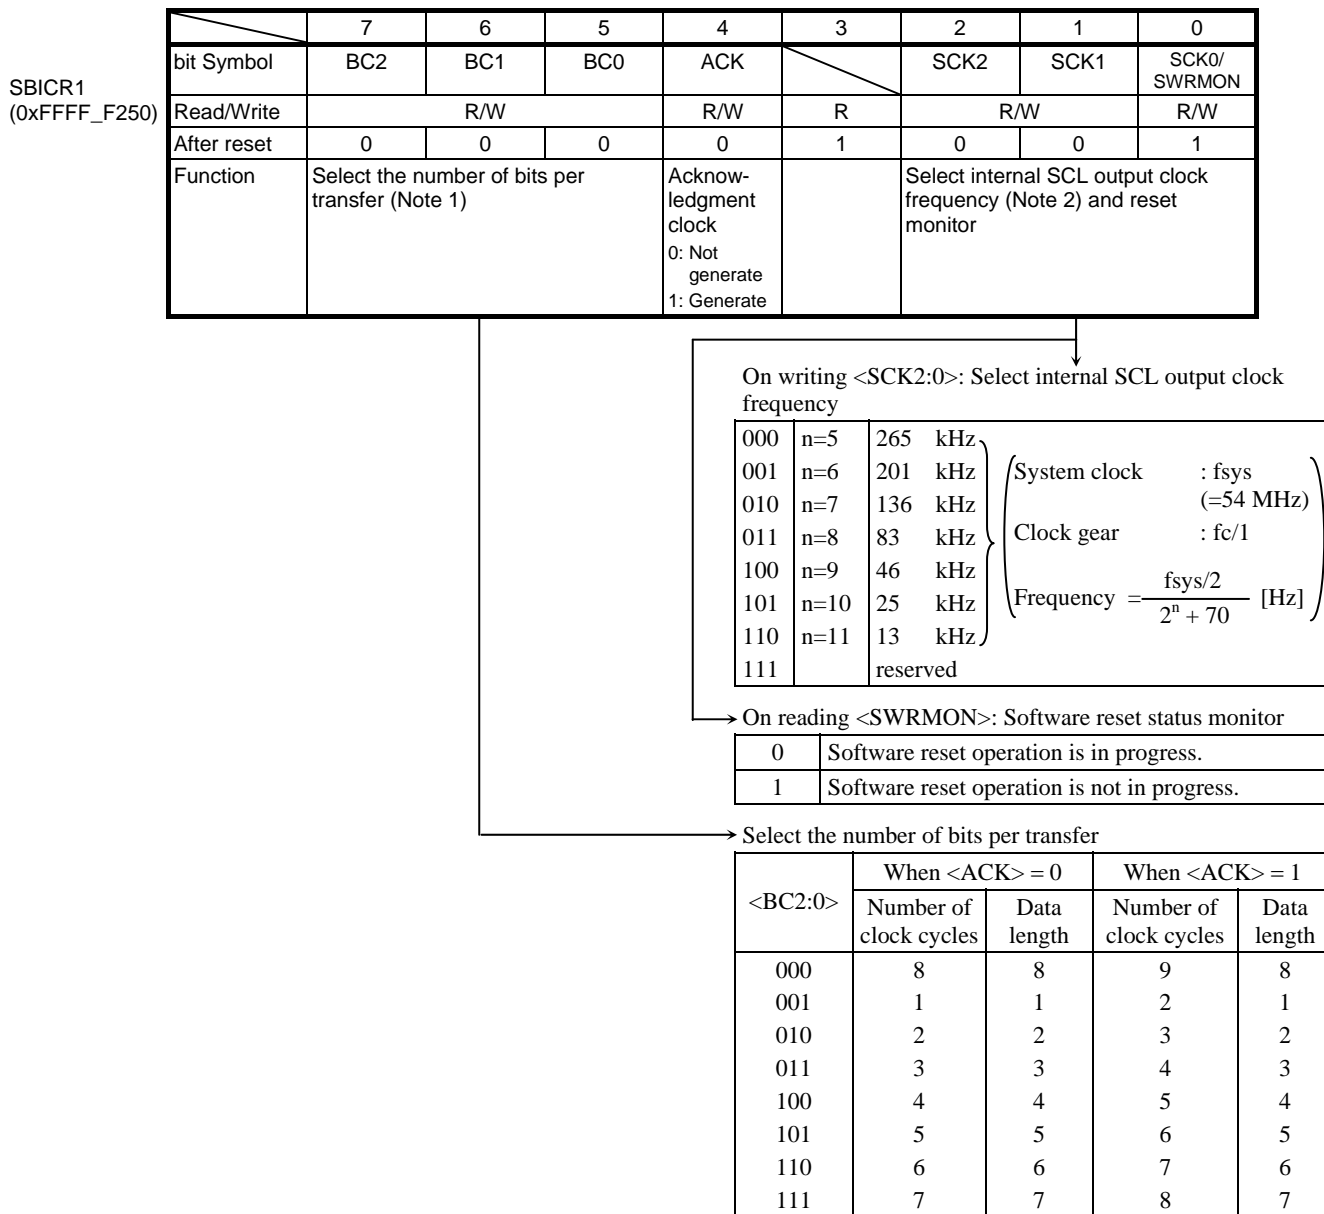 7 6 5 4 3 2 1 0
SBICR1
(0xFFFF_F250)
bit Symbol BC2 BC1 BC0 ACK SCK2 SCK1 SCK0/
SWRMON
Read/Write R/W R/W R R/W R/W
After reset 0 0 0 0 1 0 0 1
Function
Select the number of bits per
transfer (Note 1)
Acknow-
ledgment
clock
0: Not
generate
1: Generate
Select internal SCL output clock
frequency (Note 2) and reset
monitor
On writing <SCK2:0>: Select internal SCL output clock
frequency
000 n=5 265 kHz
001 n=6 201 kHz
010 n=7 136 kHz
011 n=8 83 kHz
100 n=9 46 kHz
101 n=10 25 kHz
110 n=11 13 kHz
111 reserved
System clock : fsys
(=54 MHz)
Clock gear : fc/1
Frequency = fsys/2 / 2^n + 70 [Hz]
On reading <SWRMON>: Software reset status monitor
0 Software reset operation is in progress.
1 Software reset operation is not in progress.
Select the number of bits per transfer
<BC2:0> When <ACK> = 0 When <ACK> = 1
Number of Data Number of Data
clock cycles length clock cycles length
000 8 8 9 8
001 1 1 2 1
010 2 2 3 2
011 3 3 4 3
100 4 4 5 4
101 5 5 6 5
110 6 6 7 6
111 7 7 8 7